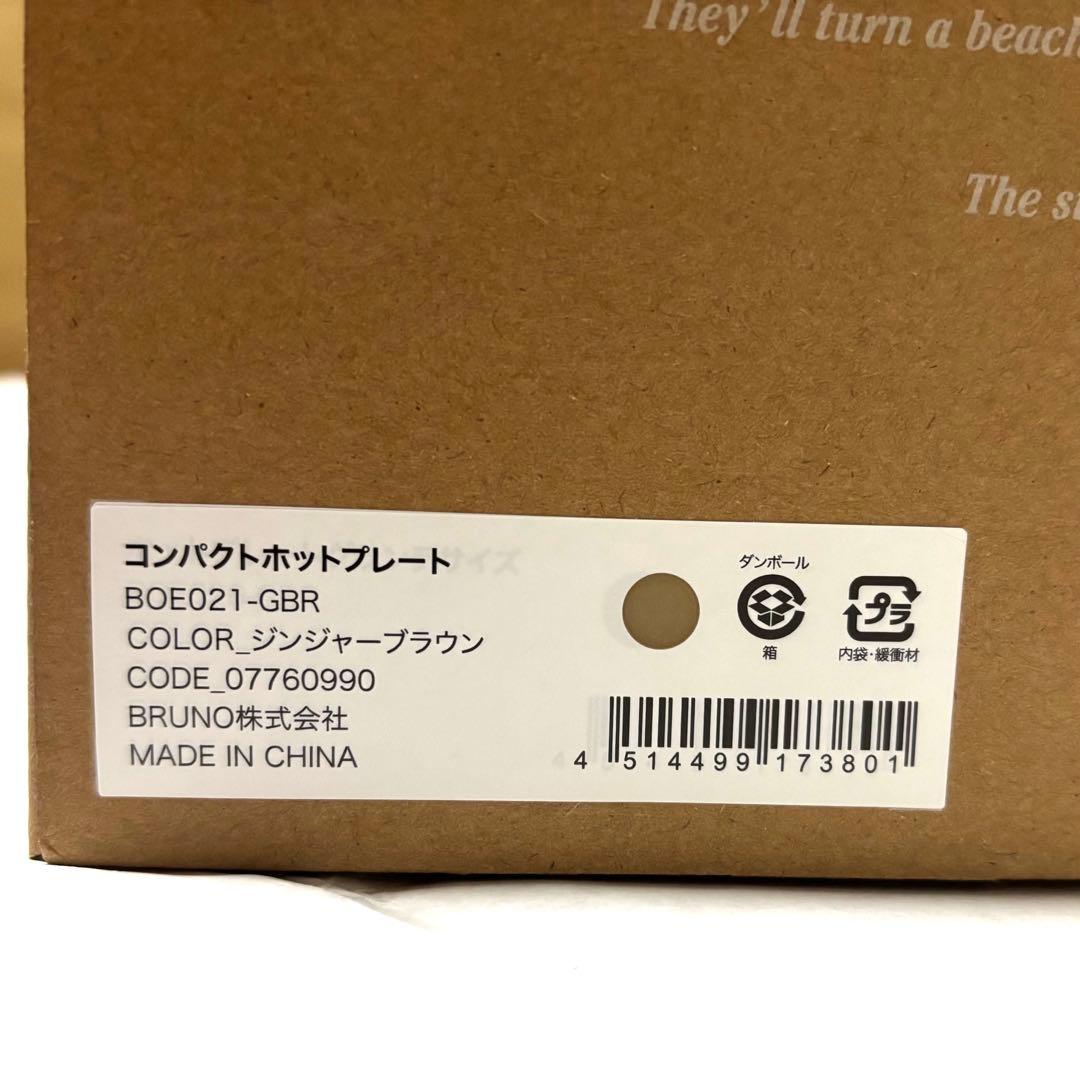 They'll turn a beach
The
コンパクトホットプレート
BOE021-GBR
COLOR_ジンジャーブラウン
CODE_07760990
BRUNO株式会社
MADE IN CHINA
ダンボール
箱
プラ
内袋・緩衝材
4 514499 173801